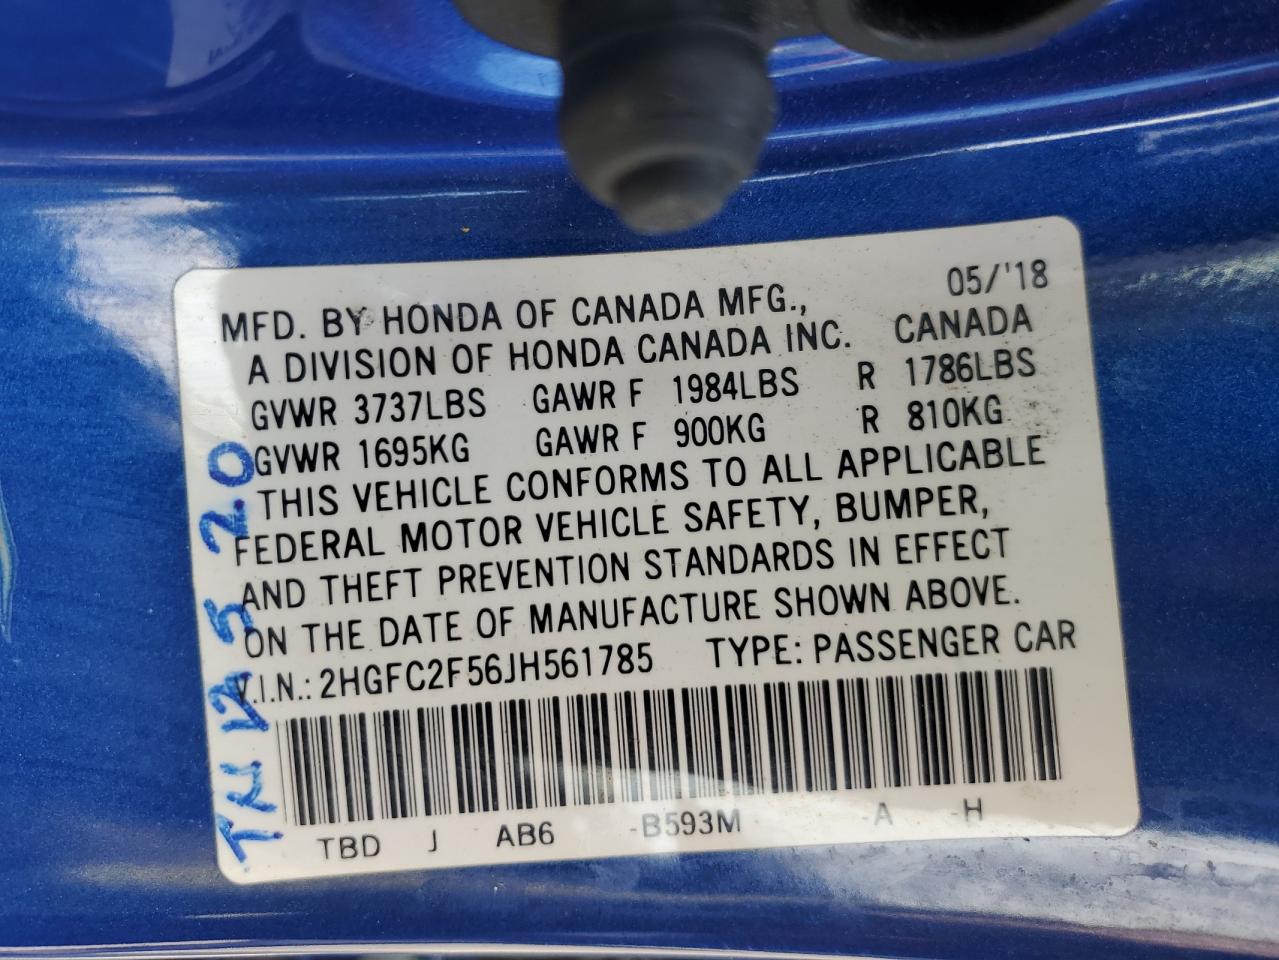 05/'18
MFD. BY HONDA OF CANADA MFG.,
A DIVISION OF HONDA CANADA INC. CANADA
GVWR 3737LBS GAWR F 1984LBS R 1786LBS
GVWR 1695KG GAWR F 900KG R 810KG
THIS VEHICLE CONFORMS TO ALL APPLICABLE
FEDERAL MOTOR VEHICLE SAFETY, BUMPER,
AND THEFT PREVENTION STANDARDS IN EFFECT
ON THE DATE OF MANUFACTURE SHOWN ABOVE.
V.I.N.: 2HGFC2F56JH561785 TYPE: PASSENGER CAR
TBD J AB6 -B593M -A -H